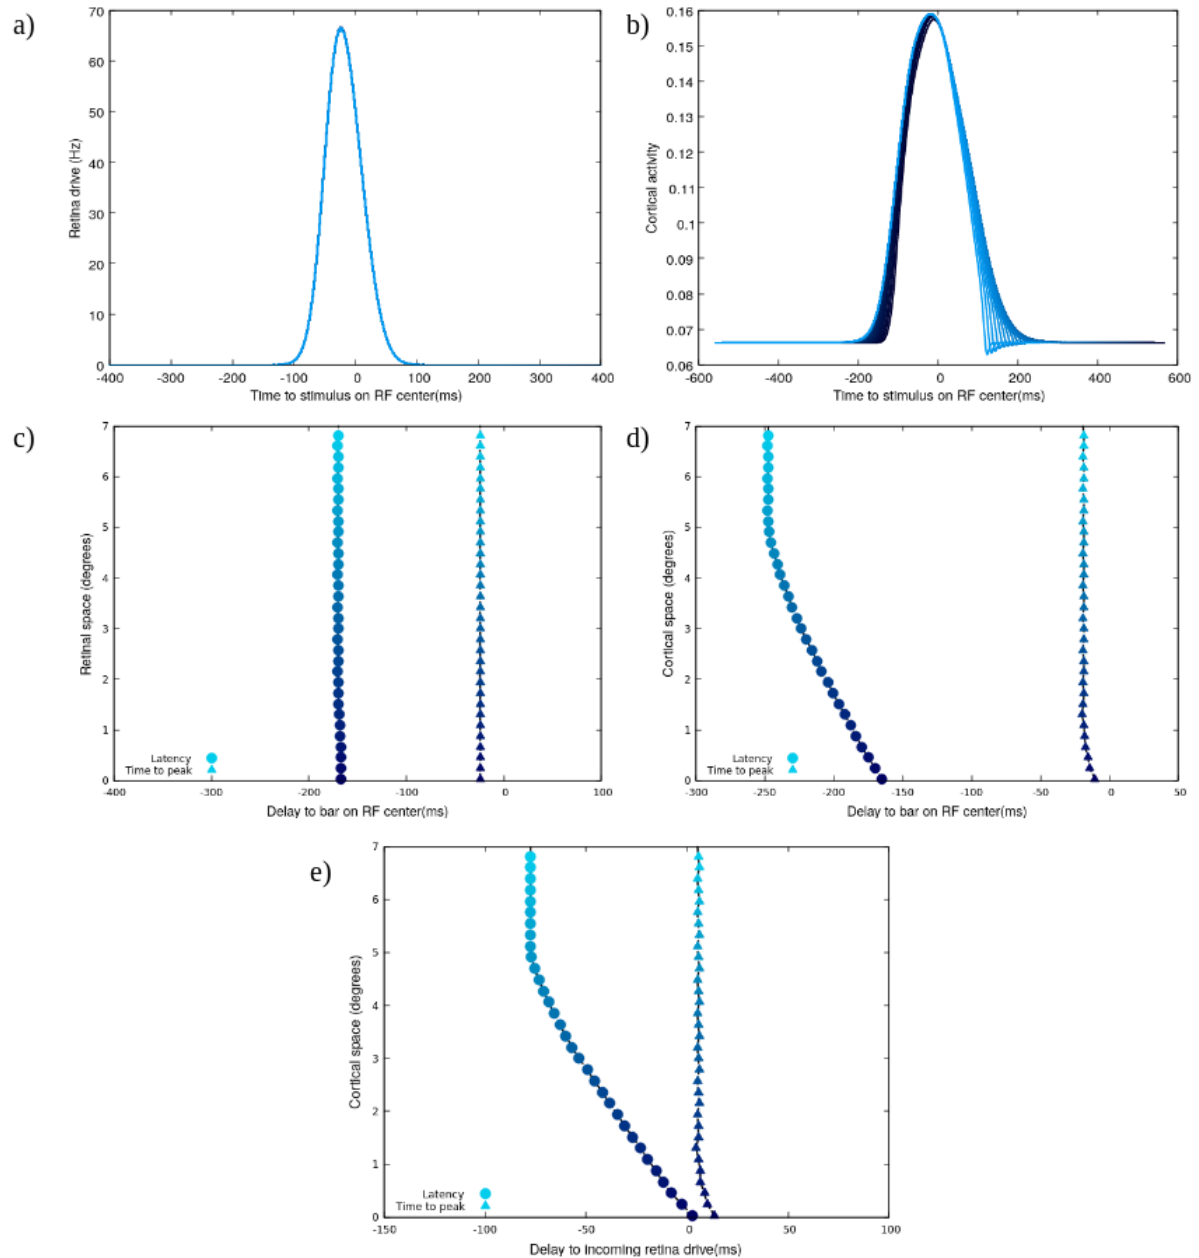 a)
70
60
50
40
30
20
10
0
Retina drive (Hz)
-400 -300 -200 -100 0 100 200 300 400
Time to stimulus on RF center(ms)
b)
0.16
0.15
0.14
0.13
0.12
0.11
0.1
0.09
0.08
0.07
0.06
Cortical activity
-600 -400 -200 0 200 400 600
Time to stimulus on RF center(ms)
c)
7
6
5
4
3
2
1
0
Retinal space (degrees)
Latency
Time to peak
-400 -300 -200 -100 0 100
Delay to bar on RF center(ms)
d)
7
6
5
4
3
2
1
0
Cortical space (degrees)
Latency
Time to peak
-300 -250 -200 -150 -100 -50 0 50
Delay to bar on RF center(ms)
e)
7
6
5
4
3
2
1
0
Cortical space (degrees)
Latency
Time to peak
-150 -100 -50 0 50 100
Delay to incoming retina drive(ms)